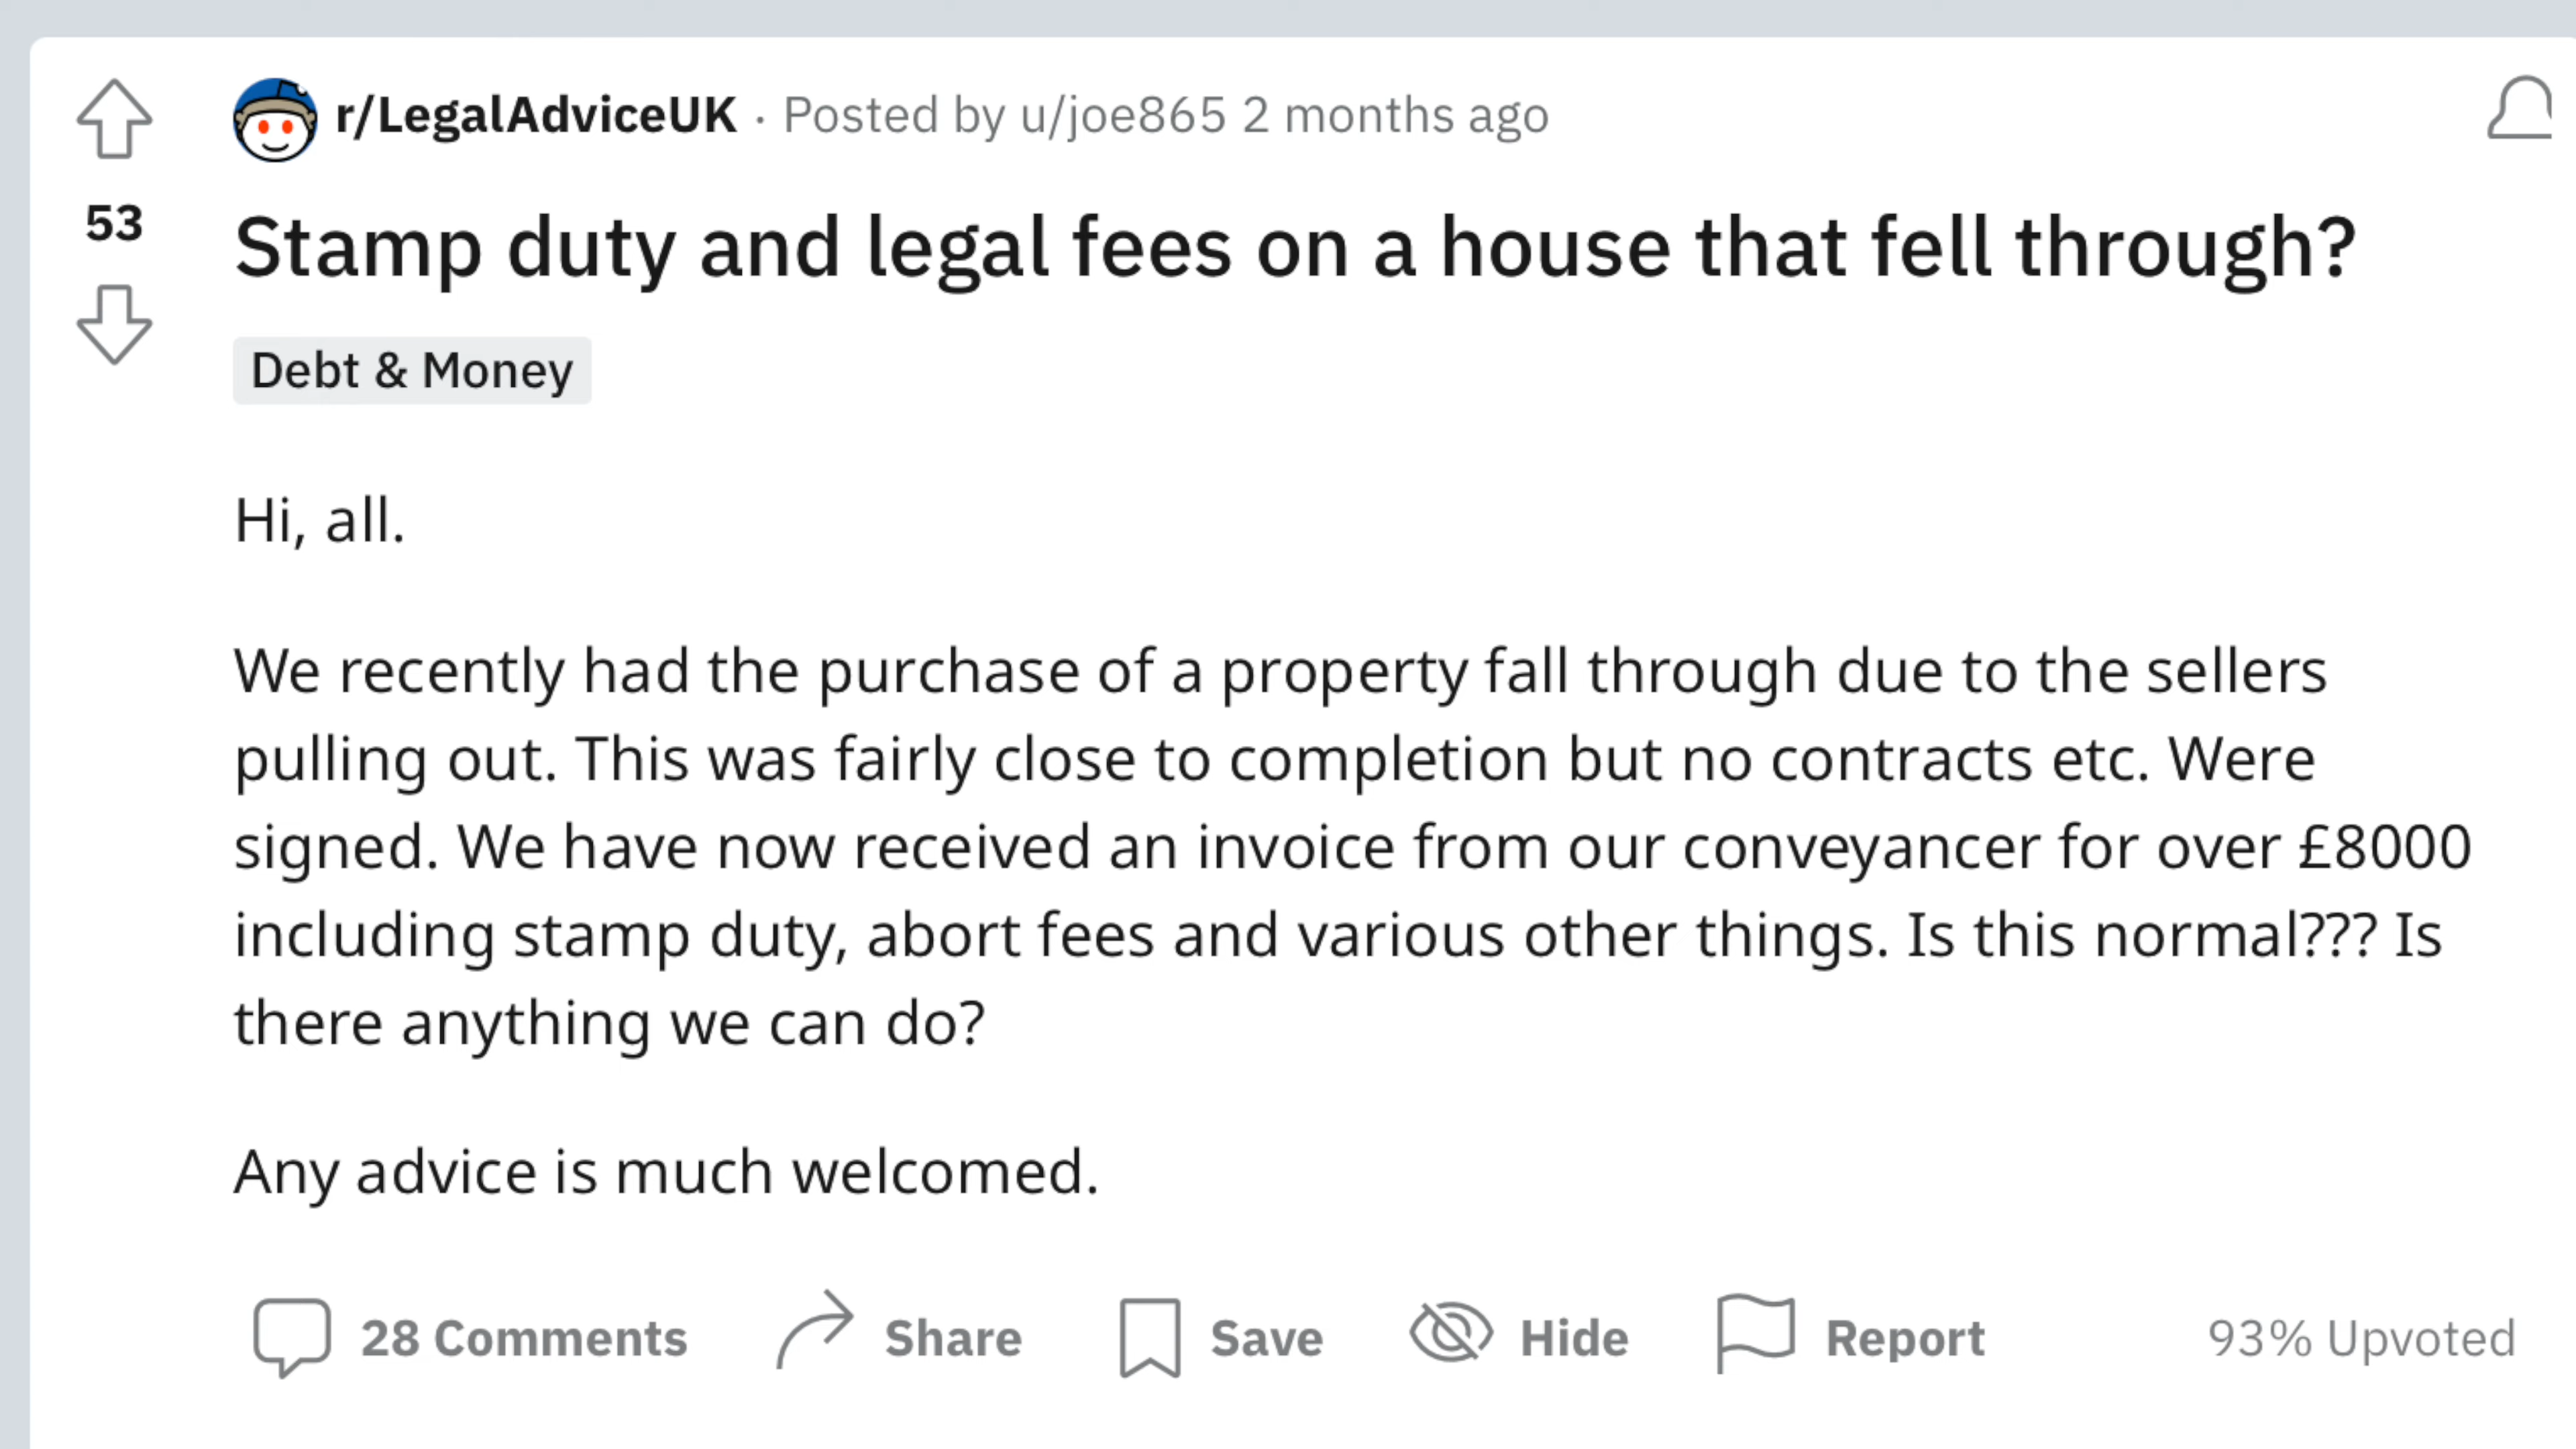 r/LegalAdviceUK · Posted by u/joe865 2 months ago
53
Stamp duty and legal fees on a house that fell through?
Debt & Money
Hi, all.
We recently had the purchase of a property fall through due to the sellers
pulling out. This was fairly close to completion but no contracts etc. Were
signed. We have now received an invoice from our conveyancer for over £8000
including stamp duty, abort fees and various other things. Is this normal??? Is
there anything we can do?
Any advice is much welcomed.
28 Comments Share Save Hide Report 93% Upvoted